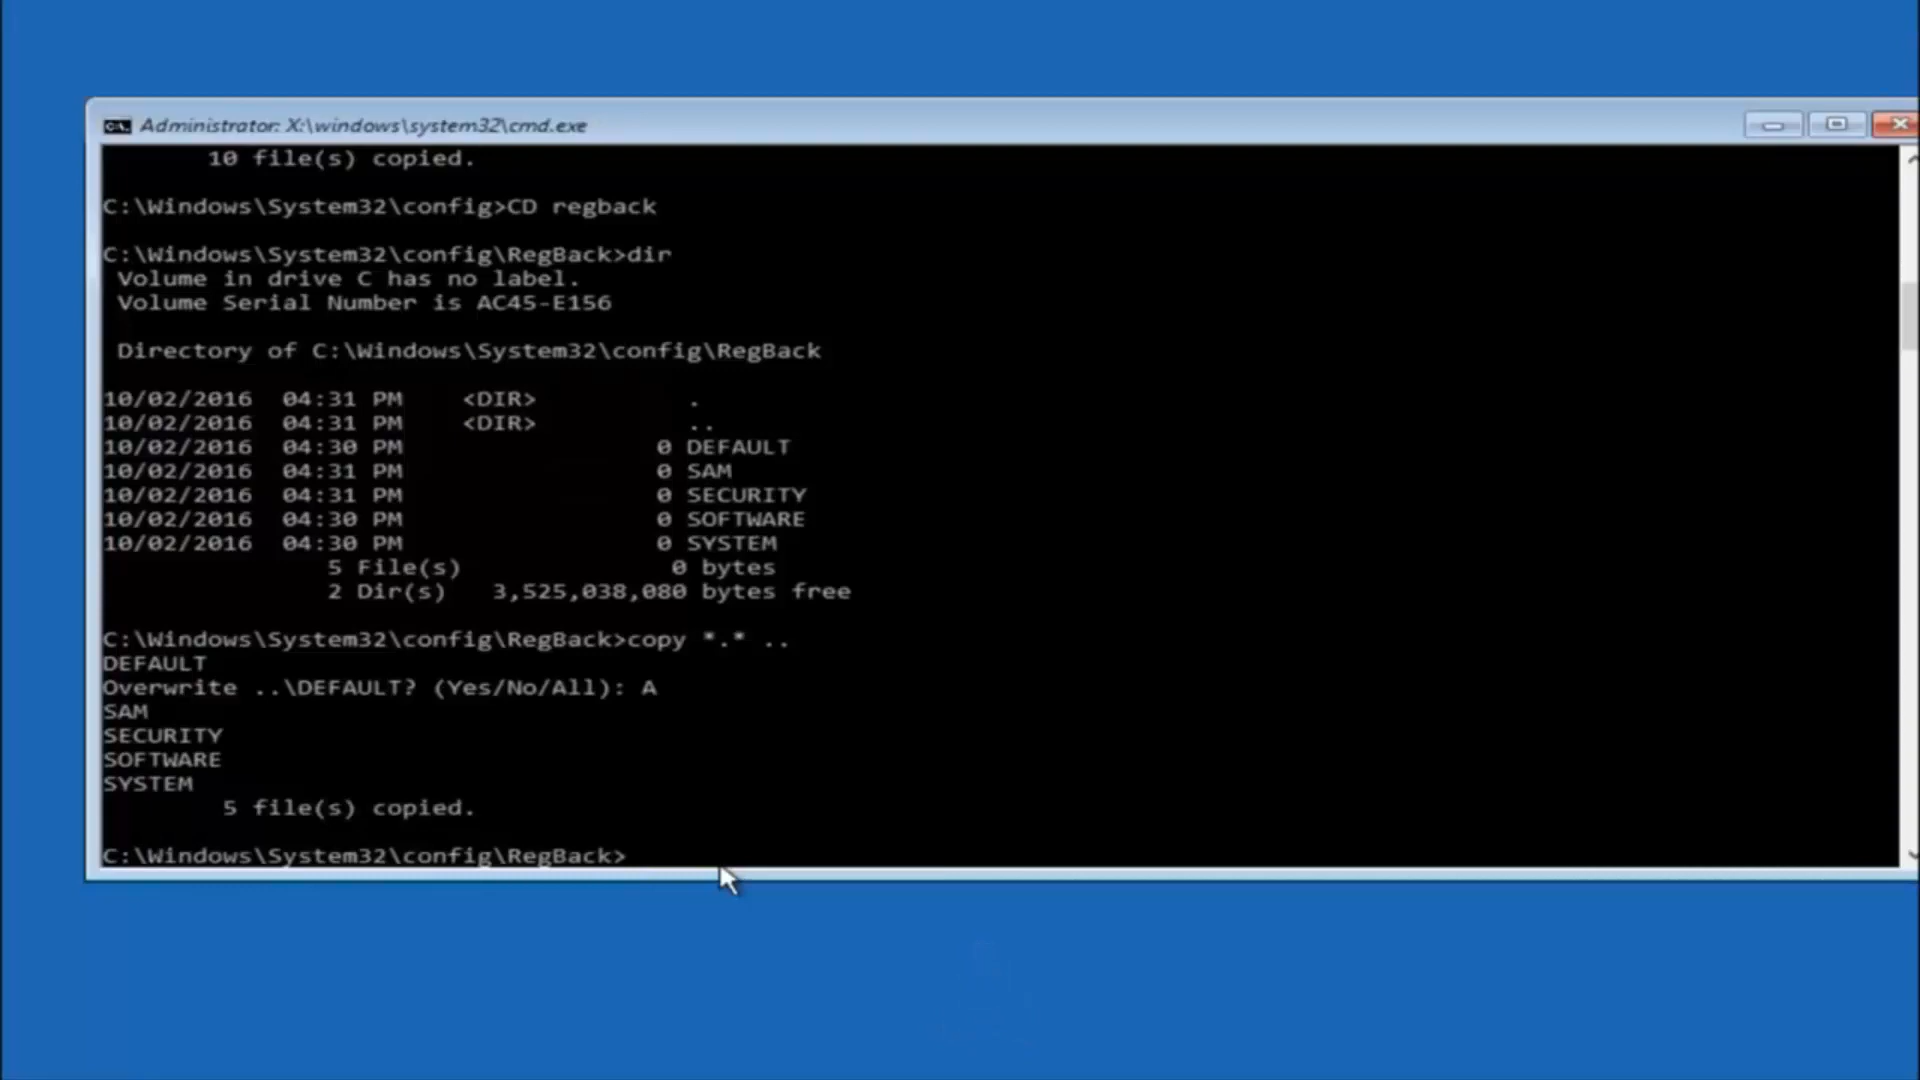 Administrator: X:\windows\system32\cmd.exe
10 file(s) copied.
C:\Windows\System32\config>CD regback
C:\Windows\System32\config\RegBack>dir
Volume in drive C has no label.
Volume Serial Number is AC45-E156
Directory of C:\Windows\System32\config\RegBack
10/02/2016  04:31 PM    <DIR>          .
10/02/2016  04:31 PM    <DIR>          ..
10/02/2016  04:30 PM                 0 DEFAULT
10/02/2016  04:31 PM                 0 SAM
10/02/2016  04:31 PM                 0 SECURITY
10/02/2016  04:30 PM                 0 SOFTWARE
10/02/2016  04:30 PM                 0 SYSTEM
5 File(s)              0 bytes
2 Dir(s)   3,525,038,080 bytes free
C:\Windows\System32\config\RegBack>copy *.* ..
DEFAULT
Overwrite ..\DEFAULT? (Yes/No/All): A
SAM
SECURITY
SOFTWARE
SYSTEM
5 file(s) copied.
C:\Windows\System32\config\RegBack>